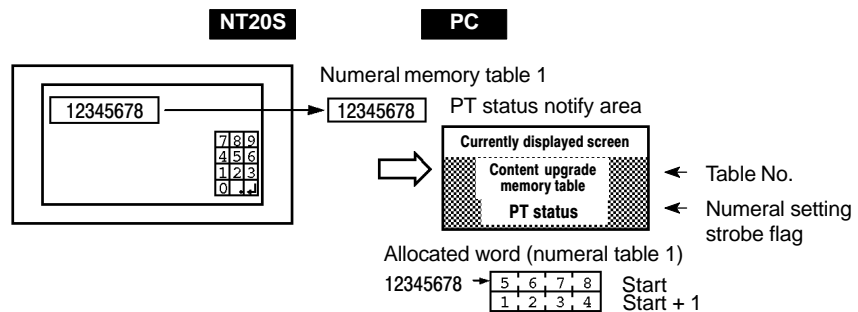 NT20S PC
Numeral memory table 1
12345678 12345678 PT status notify area
Currently displayed screen
7 8 9
4 5 6
1 2 3
0 . ↲
Content upgrade
memory table
Table No.
PT status
Numeral setting
strobe flag
Allocated word (numeral table 1)
12345678 5 6 7 8 Start
1 2 3 4 Start + 1